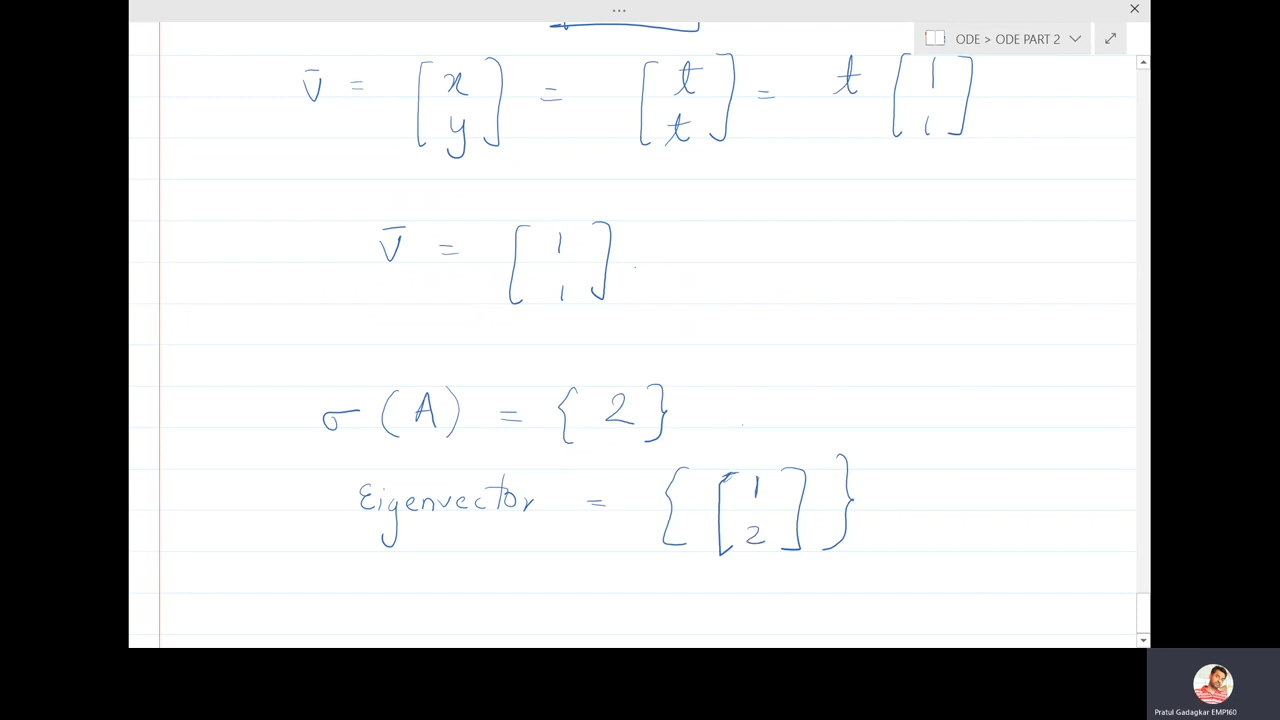 ODE > ODE PART 2
v̄ = [x y] = [t t] = t [1 1]
v̄ = [1 1].
σ(A) = {2}
Eigenvector = {[1 2]}
Pratul Gadagkar EMP160